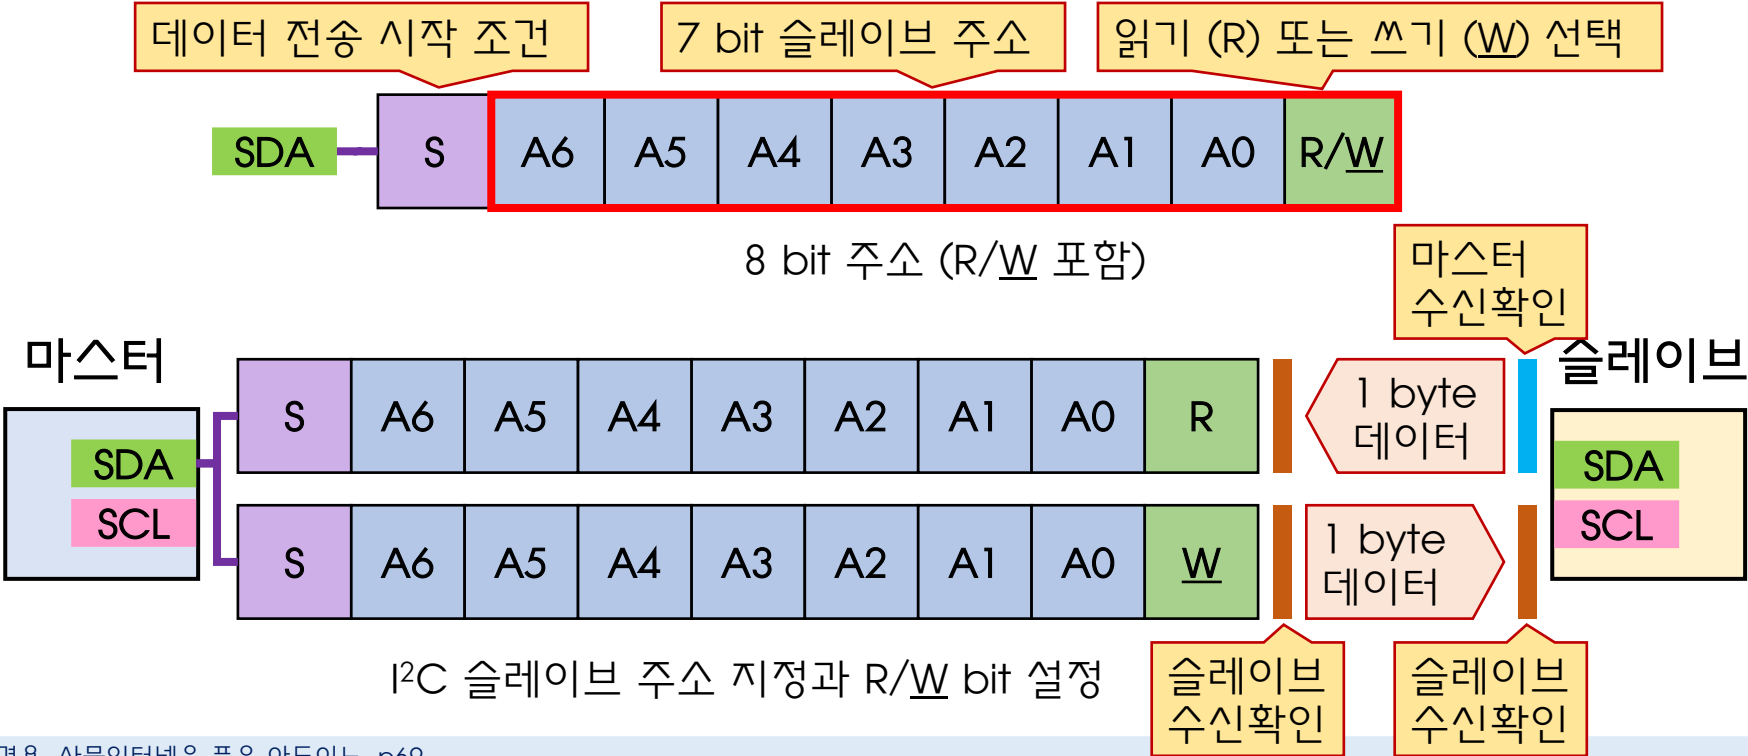 데이터 전송 시작 조건
7 bit 슬레이브 주소
읽기 (R) 또는 쓰기 (W) 선택
SDA S A6 A5 A4 A3 A2 A1 A0 R/W
8 bit 주소 (R/W 포함)
마스터
수신확인
마스터
슬레이브
SDA
SCL
S A6 A5 A4 A3 A2 A1 A0 R
1 byte
데이터
S A6 A5 A4 A3 A2 A1 A0 W
1 byte
데이터
SDA
SCL
I²C 슬레이브 주소 지정과 R/W bit 설정
슬레이브
수신확인
슬레이브
수신확인